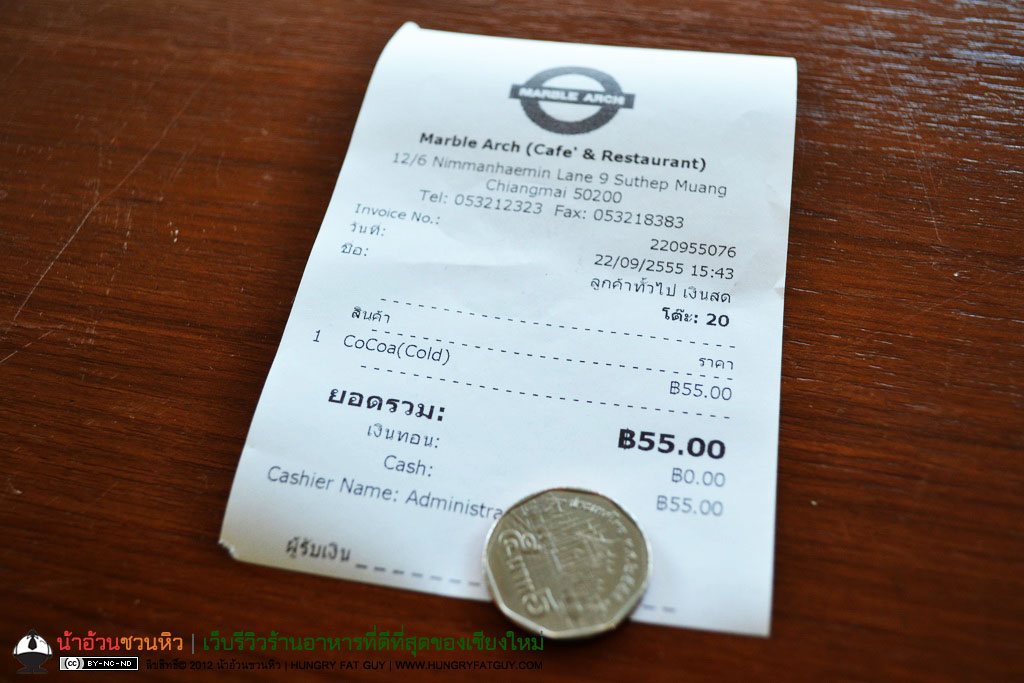 MARBLE ARCH
Marble Arch (Cafe' & Restaurant)
12/6 Nimmanhaemin Lane 9 Suthep Muang
Chiangmai 50200
Tel: 053212323 Fax: 053218383
Invoice No.: 220955076
วันที่: 22/09/2555 15:43
ชื่อ: ลูกค้าทั่วไป เงินสด
โต๊ะ: 20
สินค้า ราคา
1 CoCoa(Cold) ฿55.00
ยอดรวม: ฿55.00
เงินทอน: ฿0.00
Cash: ฿55.00
Cashier Name:
ผู้รับเงิน
น้าอ้วนชวนหิว | เว็บรีวิวร้านอาหารที่ดีที่สุดของเชียงใหม่
(cc) BY-NC-ND ลิขสิทธิ์© 2012 น้าอ้วนชวนหิว | HUNGRY FAT GUY | WWW.HUNGRYFATGUY.COM